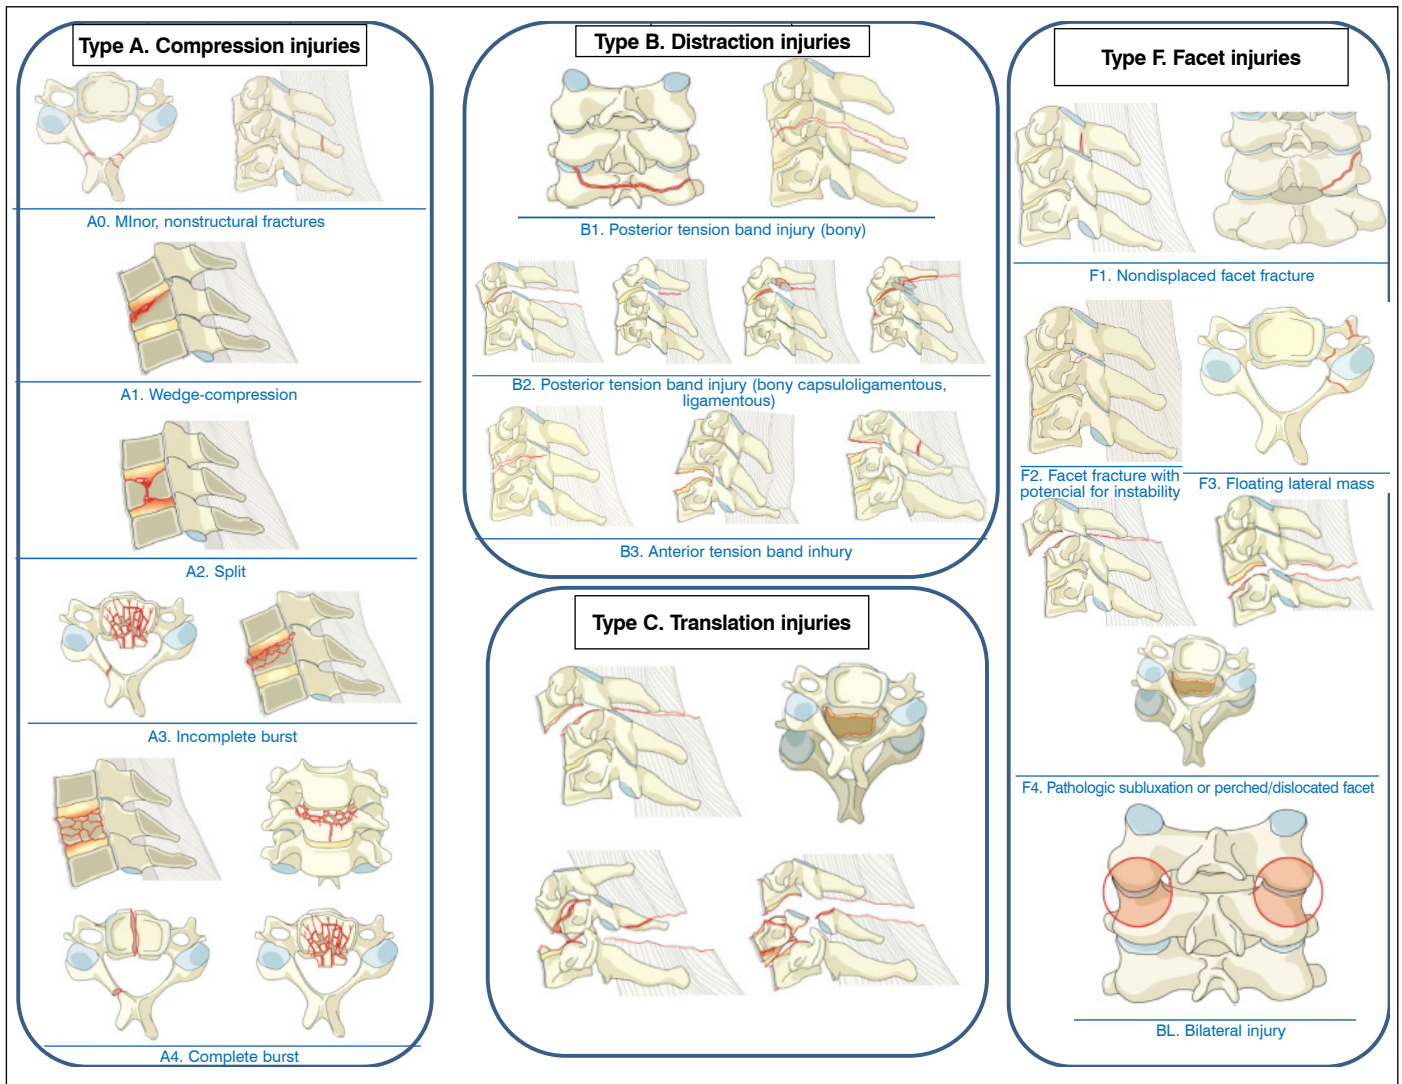 Type A. Compression injuries
A0. MInor, nonstructural fractures
A1. Wedge-compression
A2. Split
A3. Incomplete burst
A4. Complete burst
Type B. Distraction injuries
B1. Posterior tension band injury (bony)
B2. Posterior tension band injury (bony capsuloligamentous,
ligamentous)
B3. Anterior tension band inhury
Type C. Translation injuries
Type F. Facet injuries
F1. Nondisplaced facet fracture
F2. Facet fracture with
potencial for instability
F3. Floating lateral mass
F4. Pathologic subluxation or perched/dislocated facet
BL. Bilateral injury